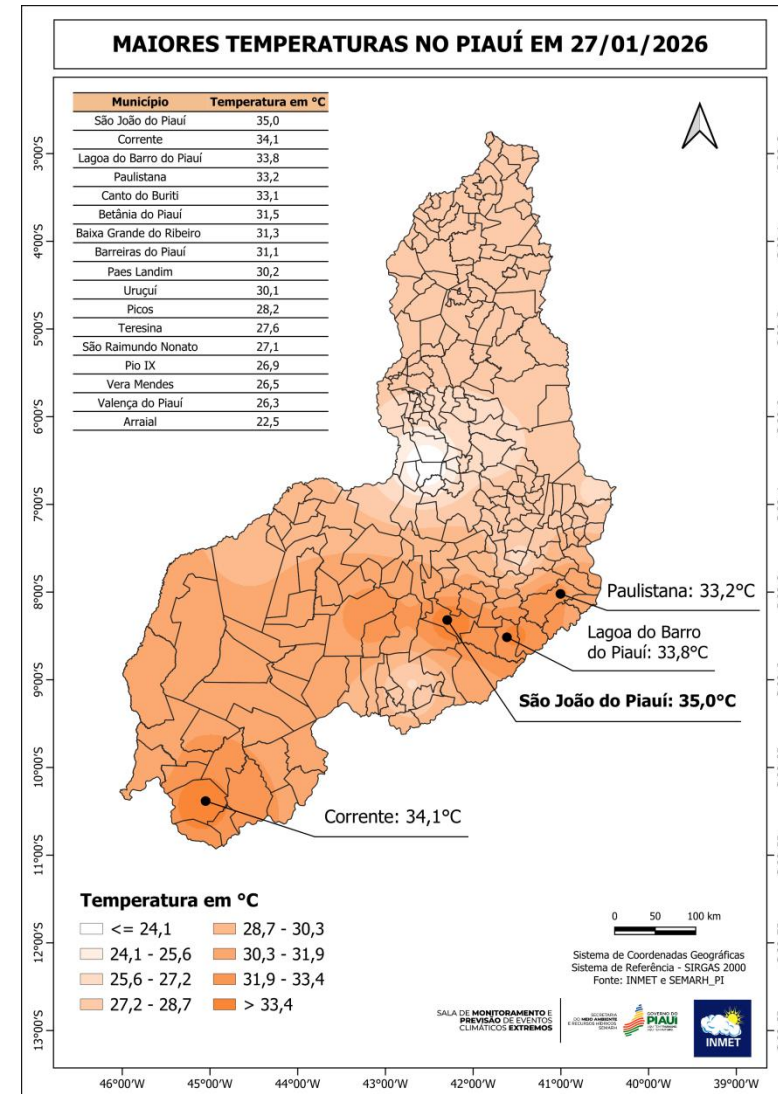 MAIORES TEMPERATURAS NO PIAUÍ EM 27/01/2026
Município Temperatura em °C
São João do Piauí 35,0
Corrente 34,1
Lagoa do Barro do Piauí 33,8
Paulistana 33,2
Canto do Buriti 33,1
Betânia do Piauí 31,5
Baixa Grande do Ribeiro 31,3
Barreiras do Piauí 31,1
Paes Landim 30,2
Uruçuí 30,1
Picos 28,2
Teresina 27,6
São Raimundo Nonato 27,1
Pio IX 26,9
Vera Mendes 26,5
Valença do Piauí 26,3
Arraial 22,5
3°00'S
4°00'S
5°00'S
6°00'S
7°00'S
8°00'S
9°00'S
10°00'S
11°00'S
12°00'S
13°00'S
Paulistana: 33,2°C
Lagoa do Barro
do Piauí: 33,8°C
São João do Piauí: 35,0°C
Corrente: 34,1°C
Temperatura em °C
<= 24,1
24,1 - 25,6
25,6 - 27,2
27,2 - 28,7
28,7 - 30,3
30,3 - 31,9
31,9 - 33,4
> 33,4
0 50 100 km
Sistema de Coordenadas Geográficas
Sistema de Referência - SIRGAS 2000
Fonte: INMET e SEMARH_PI
SALA DE MONITORAMENTO E
PREVISÃO DE EVENTOS
CLIMÁTICOS EXTREMOS
SECRETARIA
DO MEIO AMBIENTE
E RECURSOS HÍDRICOS
SEMARH
GOVERNO DO
PIAUÍ
INMET
46°00'W 45°00'W 44°00'W 43°00'W 42°00'W 41°00'W 40°00'W 39°00'W